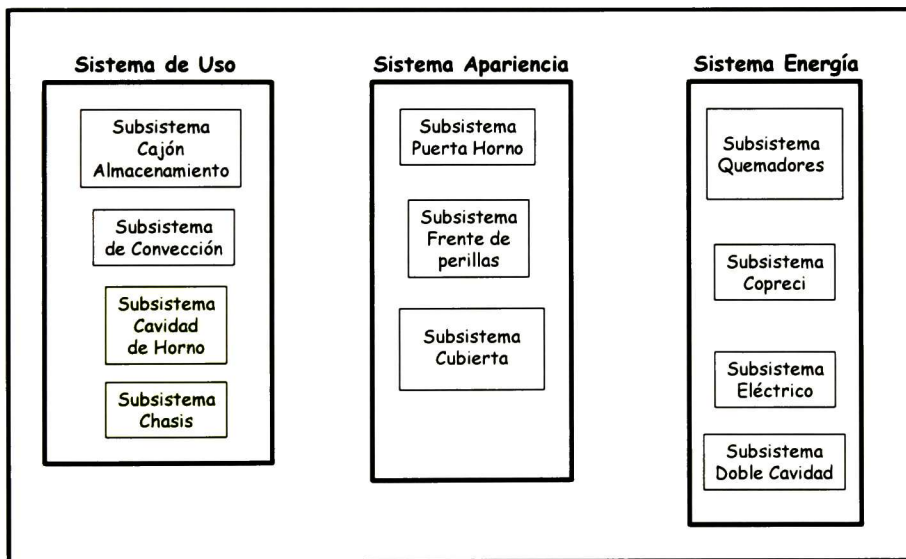 Sistema de Uso
Subsistema
Cajón
Almacenamiento
Subsistema
de Convección
Subsistema
Cavidad
de Horno
Subsistema
Chasis
Sistema Apariencia
Subsistema
Puerta Horno
Subsistema
Frente de
perillas
Subsistema
Cubierta
Sistema Energía
Subsistema
Quemadores
Subsistema
Copreci
Subsistema
Eléctrico
Subsistema
Doble Cavidad